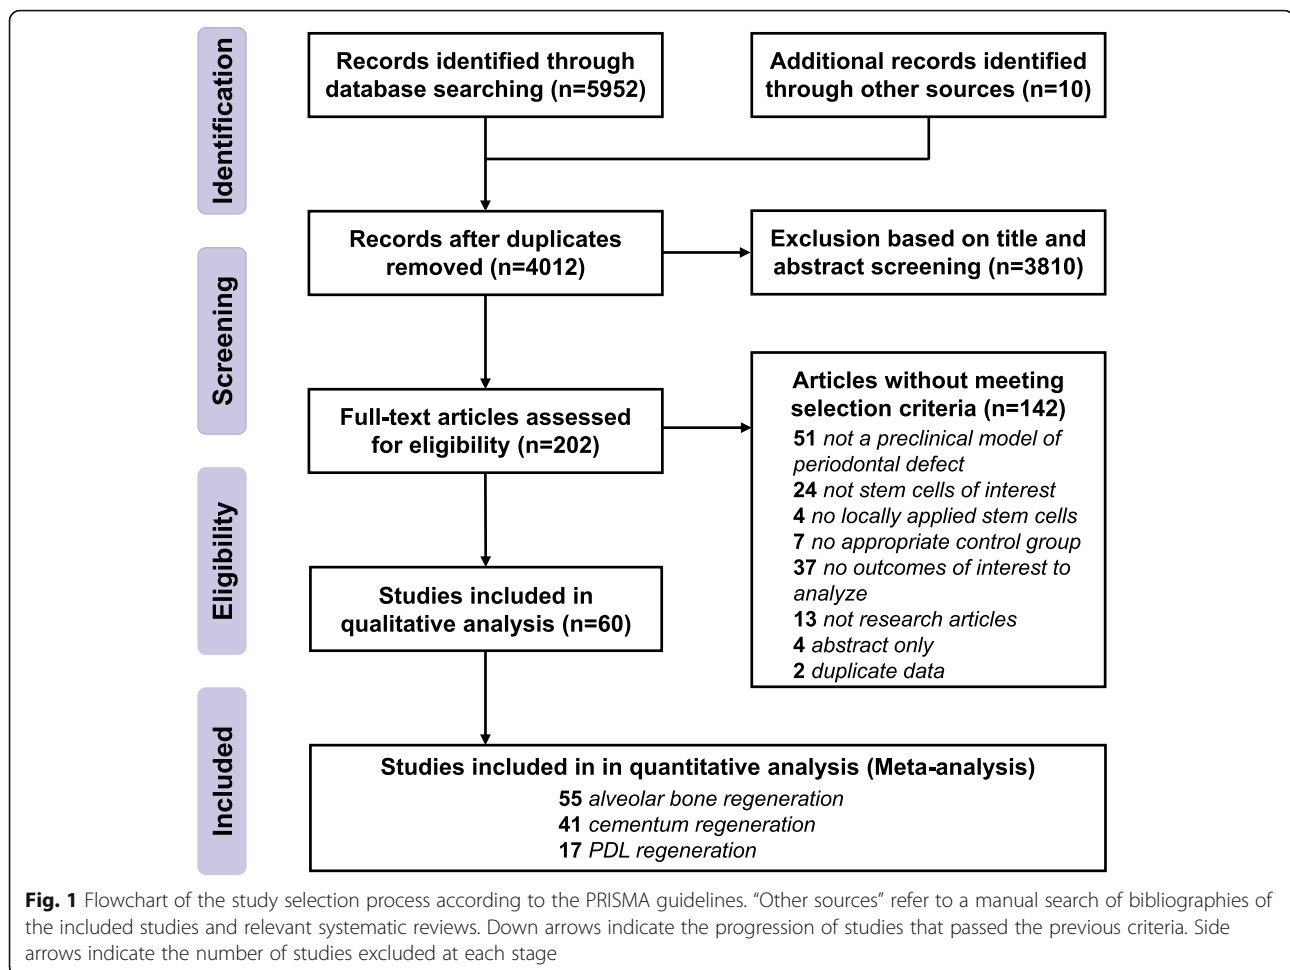 Identification
Records identified through
database searching (n=5952)
Additional records identified
through other sources (n=10)
Screening
Records after duplicates
removed (n=4012)
Exclusion based on title and
abstract screening (n=3810)
Full-text articles assessed
for eligibility (n=202)
Articles without meeting
selection criteria (n=142)
51 not a preclinical model of
periodontal defect
24 not stem cells of interest
4 no locally applied stem cells
7 no appropriate control group
37 no outcomes of interest to
analyze
13 not research articles
4 abstract only
2 duplicate data
Eligibility
Studies included in
qualitative analysis (n=60)
Included
Studies included in in quantitative analysis (Meta-analysis)
55 alveolar bone regeneration
41 cementum regeneration
17 PDL regeneration
Fig. 1 Flowchart of the study selection process according to the PRISMA guidelines. “Other sources” refer to a manual search of bibliographies of
the included studies and relevant systematic reviews. Down arrows indicate the progression of studies that passed the previous criteria. Side
arrows indicate the number of studies excluded at each stage